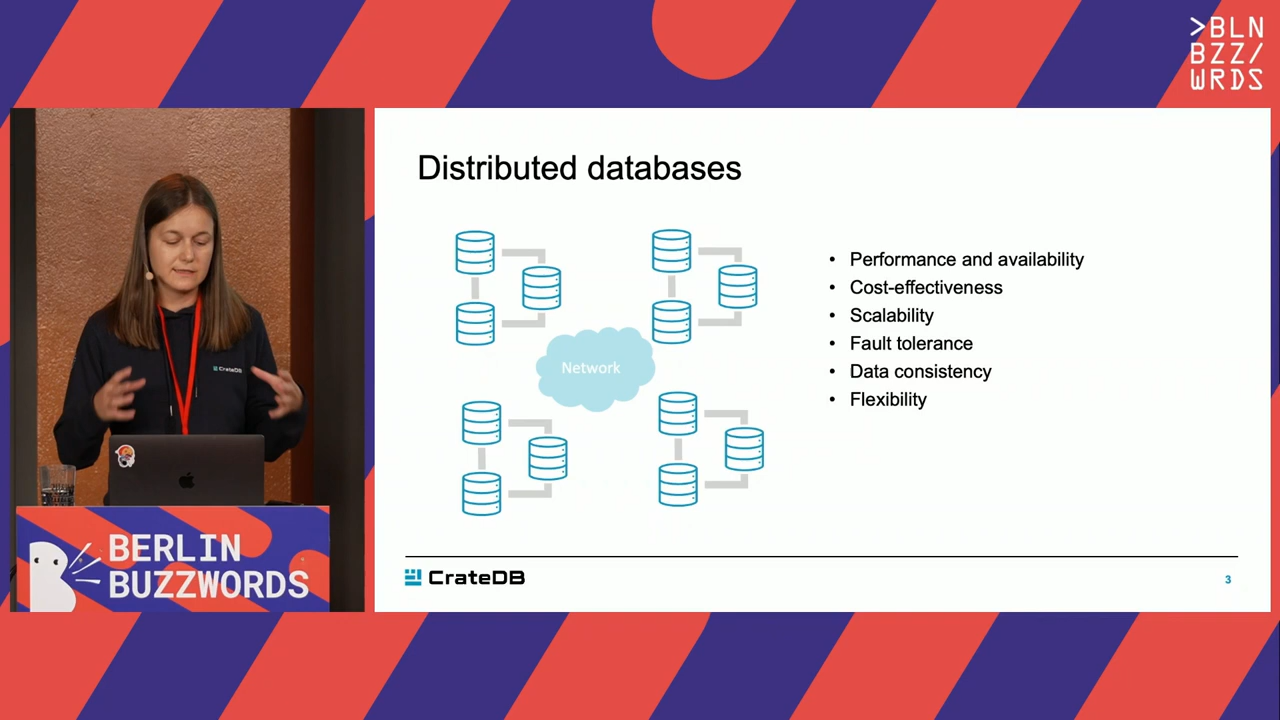 >BLN
BZZ/
WRDS
Distributed databases
Network
• Performance and availability
• Cost-effectiveness
• Scalability
• Fault tolerance
• Data consistency
• Flexibility
CrateDB
3
CrateDB
BERLIN
BUZZWORDS